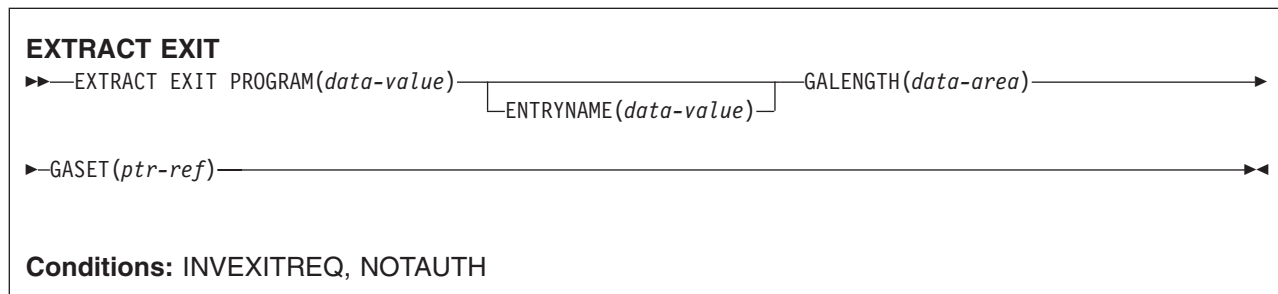 EXTRACT EXIT
EXTRACT EXIT PROGRAM(data-value) GALENGTH(data-area)
ENTRYNAME(data-value)
GASET(ptr-ref)
Conditions: INVEXITREQ, NOTAUTH